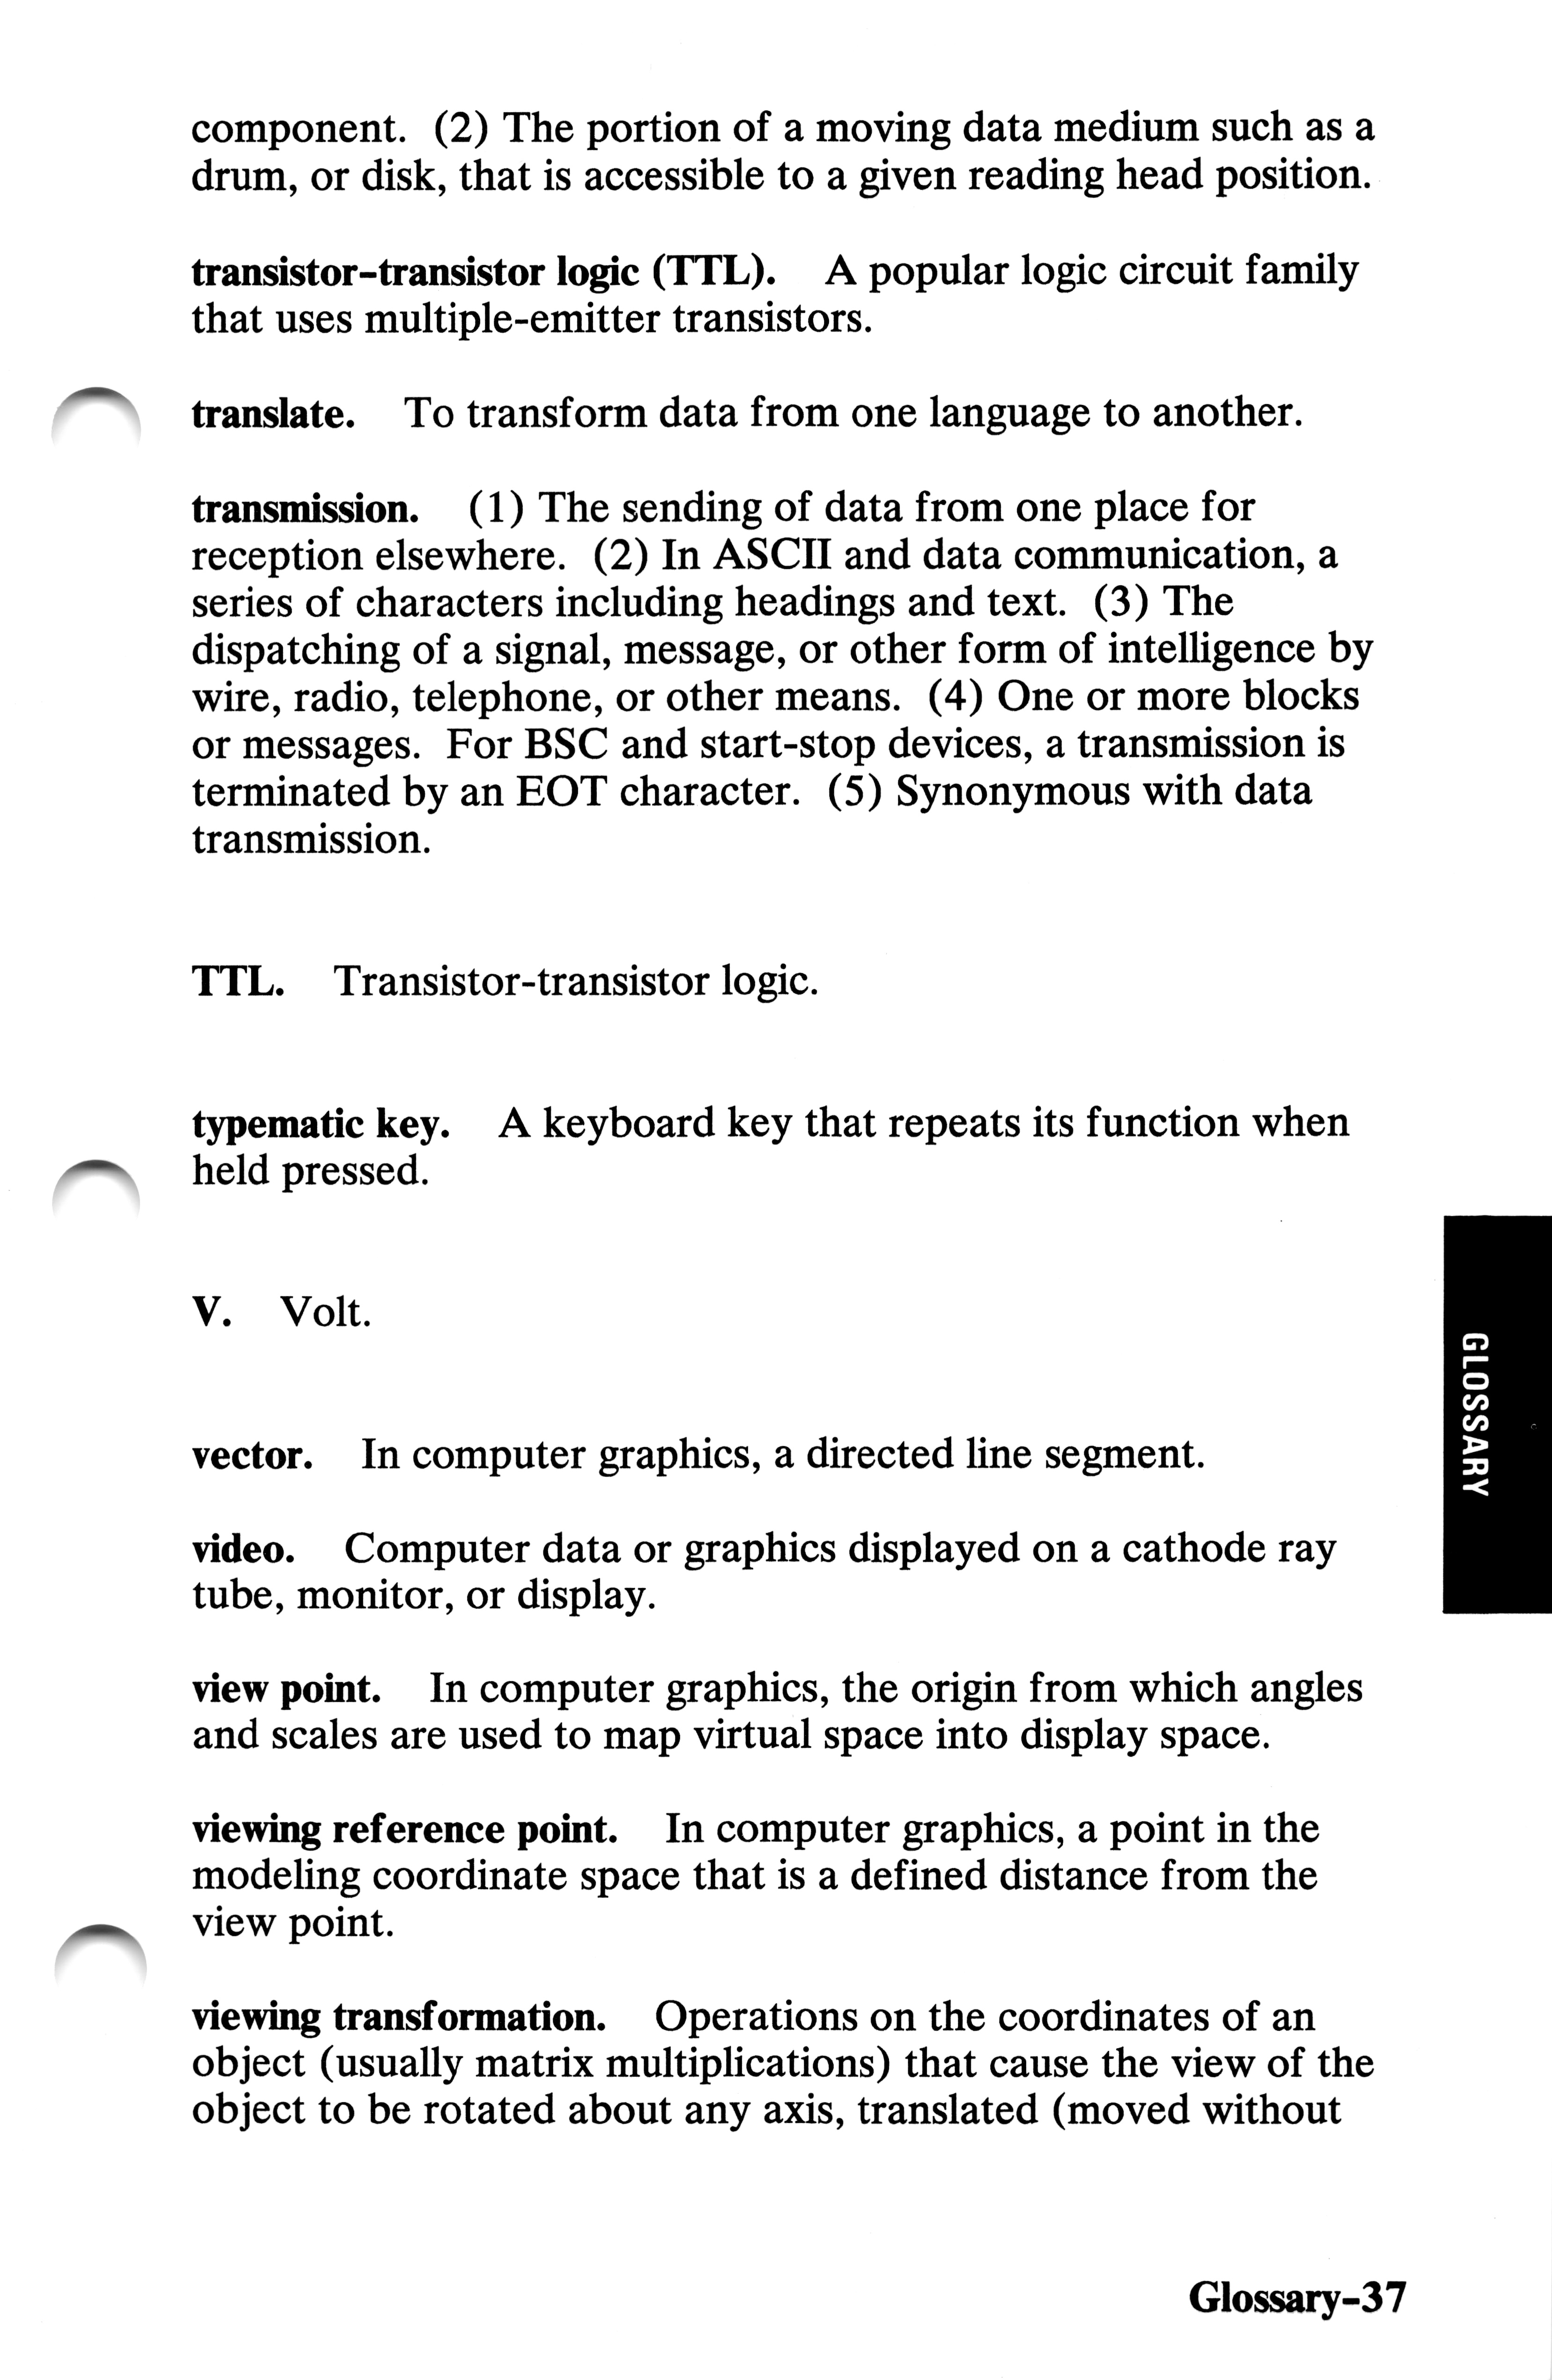 component. (2) The portion of a moving data medium such as a
drum, or disk, that is accessible to a given reading head position.
transistor-transistor logic (TTL). A popular logic circuit family
that uses multiple-emitter transistors.
translate. To transform data from one language to another.
transmission. (1) The sending of data from one place for
reception elsewhere. (2) In ASCII and data communication, a
series of characters including headings and text. (3) The
dispatching of a signal, message, or other form of intelligence by
wire, radio, telephone, or other means. (4) One or more blocks
or messages. For BSC and start-stop devices, a transmission is
terminated by an EOT character. (5) Synonymous with data
transmission.
TTL. Transistor-transistor logic.
typematic key. A keyboard key that repeats its function when
held pressed.
V. Volt.
vector. In computer graphics, a directed line segment.
video. Computer data or graphics displayed on a cathode ray
tube, monitor, or display.
view point. In computer graphics, the origin from which angles
and scales are used to map virtual space into display space.
viewing reference point. In computer graphics, a point in the
modeling coordinate space that is a defined distance from the
view point.
viewing transformation. Operations on the coordinates of an
object (usually matrix multiplications) that cause the view of the
object to be rotated about any axis, translated (moved without
GLOSSARY
Glossary-37